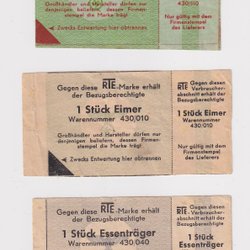 Großhändler und Hersteller dürfen nur
denjenigen beliefern, dessen Firmen-
stempel die Marke trägt
Zwecks Entwertung hier abtrennen
430/010
Nur gültig mit dem
Firmenstempel
des Lieferers
Gegen diese RTE-Marke erhält
der Bezugsberechtigte
1 Stück Eimer
Warennummer 430/010
Großhändler und Hersteller dürfen nur
denjenigen beliefern, dessen Firmen-
stempel die Marke trägt
Zwecks Entwertung hier abtrennen
RTE Gegen diesen
Verbraucher-
abschnitt erhält der
Bezugsberechtigte
1 Stück Eimer
Warennummer
430/010
Nur gültig mit dem
Firmenstempel
des Lieferers
Gegen diese RTE-Marke erhält
der Bezugsberechtigte
1 Stück Essenträger
Warennummer 430/040
RTE Gegen diesen
Verbraucher-
abschnitt erhält der
Bezugsberechtigte
1 Stück Essenträger
Warennummer